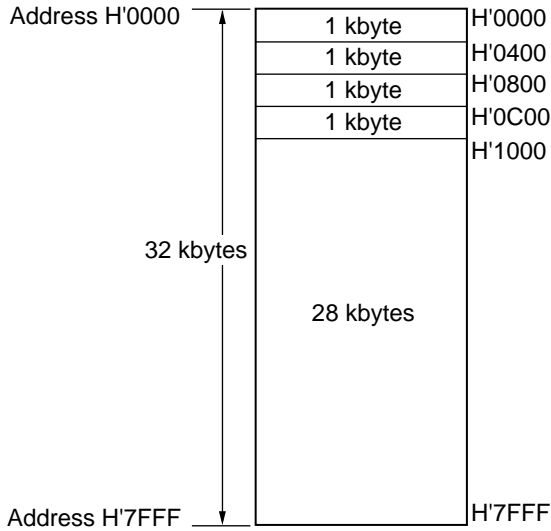 Address H'0000
1 kbyte
H'0000
1 kbyte
H'0400
1 kbyte
H'0800
1 kbyte
H'0C00
H'1000
32 kbytes
28 kbytes
Address H'7FFF
H'7FFF